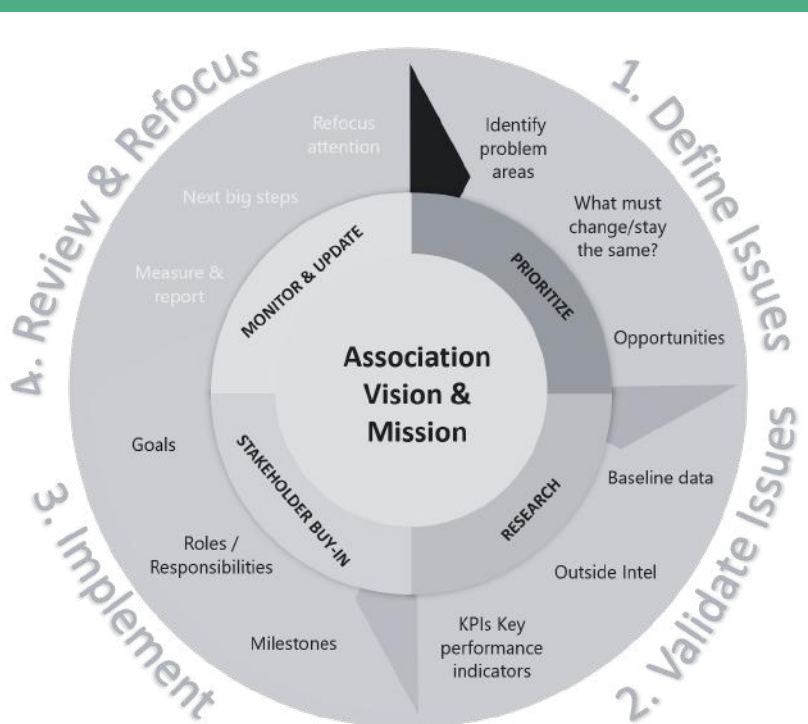 1. Define Issues
Identify
problem
areas
What must
change/stay
the same?
Opportunities
PRIORITIZE
2. Validate Issues
Baseline data
Outside Intel
KPIs Key
performance
indicators
RESEARCH
3. Implement
Milestones
Roles /
Responsibilities
Goals
STAKEHOLDER BUY-IN
4. Review & Refocus
Measure &
report
Next big steps
Refocus
attention
MONITOR & UPDATE
Association
Vision &
Mission